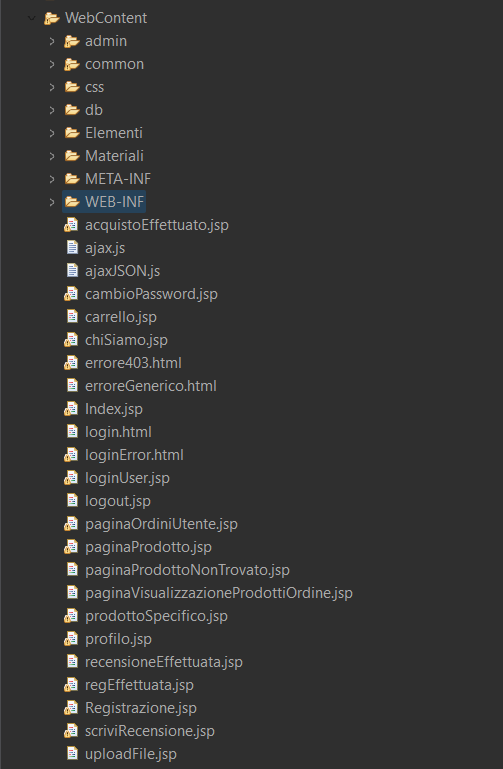 WebContent
admin
common
css
db
Elementi
Materiali
META-INF
WEB-INF
acquistoEffettuato.jsp
ajax.js
ajaxJSON.js
cambioPassword.jsp
carrello.jsp
chiSiamo.jsp
errore403.html
erroreGenerico.html
Index.jsp
login.html
loginError.html
loginUser.jsp
logout.jsp
paginaOrdiniUtente.jsp
paginaProdotto.jsp
paginaProdottoNonTrovato.jsp
paginaVisualizzazioneProdottiOrdine.jsp
prodottoSpecifico.jsp
profilo.jsp
recensioneEffettuata.jsp
regEffettuata.jsp
Registrazione.jsp
scriviRecensione.jsp
uploadFile.jsp